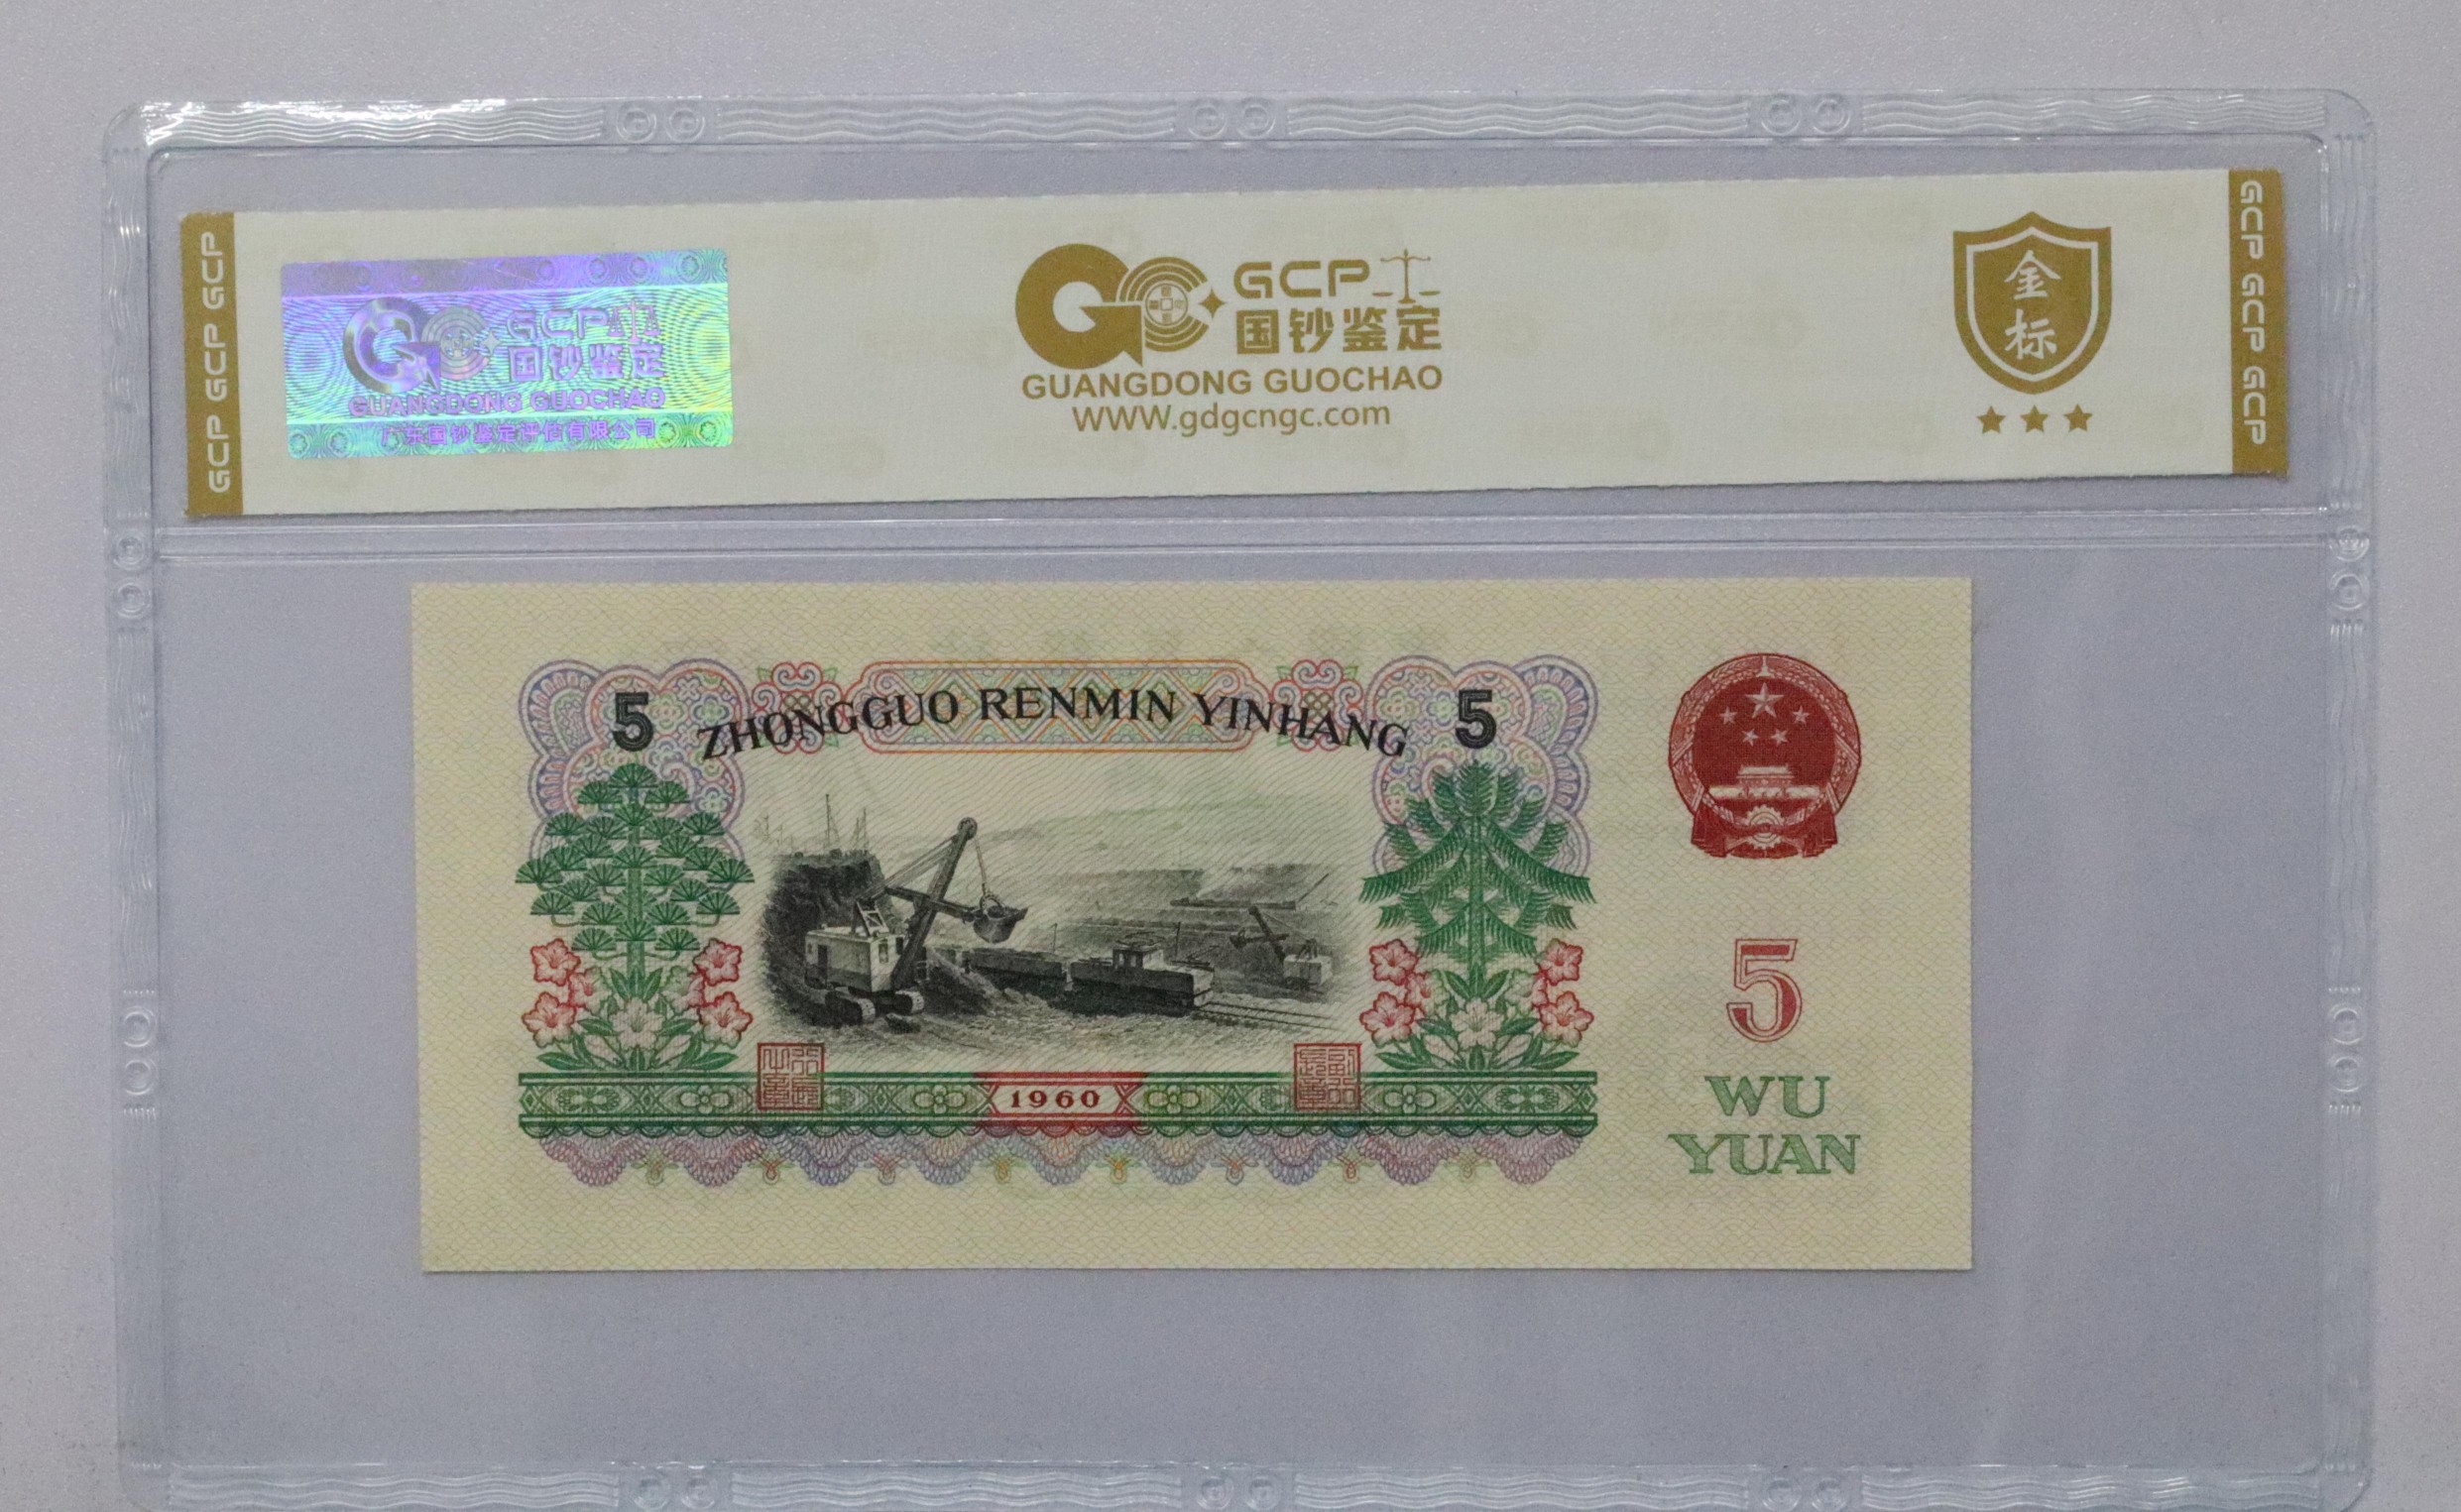 GCP GCP GCP
GCP
国钞鉴定
GUANGDONG GUOCHAO
广东国钞鉴定评估有限公司
GCP
国钞鉴定
GUANGDONG GUOCHAO
WWW.gdgcngc.com
金
标
GCP GCP GCP
5
ZHONGGUO RENMIN YINHANG
5
1960
5
WU
YUAN